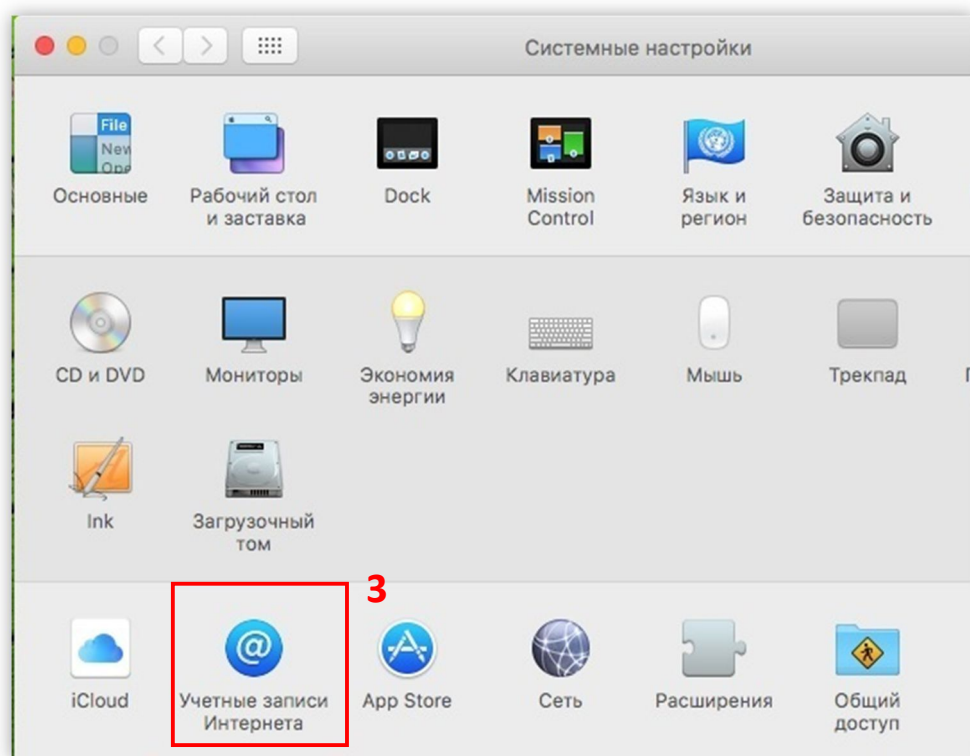 Системные настройки
File
New
Ope
Основные
Рабочий стол
и заставка
Dock
Mission
Control
Язык и
регион
Защита и
безопасность
CD и DVD
Мониторы
Экономия
энергии
Клавиатура
Мышь
Трекпад
Ink
Загрузочный
том
3
iCloud
@
Учетные записи
Интернета
App Store
Сеть
Расширения
Общий
доступ